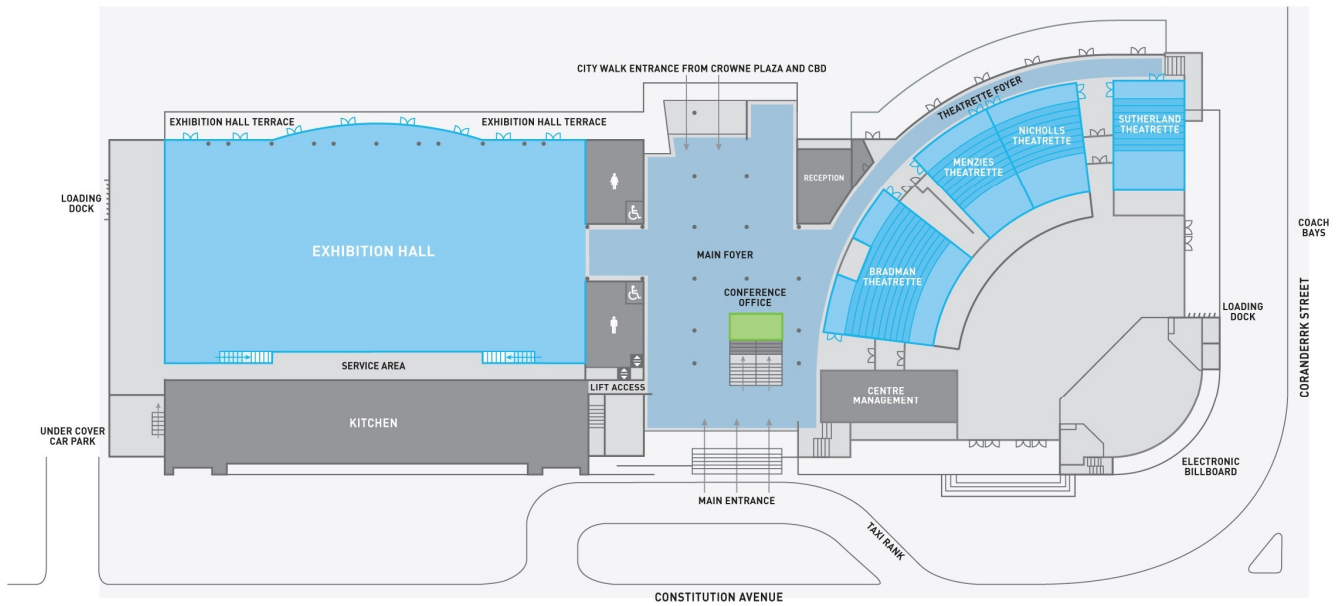 CITY WALK ENTRANCE FROM CROWNE PLAZA AND CBD
THEATRETTE FOYER
EXHIBITION HALL TERRACE
EXHIBITION HALL TERRACE
NICHOLLS
THEATRETTE
SUTHERLAND
THEATRETTE
MENZIES
THEATRETTE
RECEPTION
LOADING
DOCK
COACH
BAYS
EXHIBITION HALL
MAIN FOYER
BRADMAN
THEATRETTE
CONFERENCE
OFFICE
LOADING
DOCK
CORANDERRK STREET
SERVICE AREA
LIFT ACCESS
CENTRE
MANAGEMENT
KITCHEN
UNDER COVER
CAR PARK
ELECTRONIC
BILLBOARD
MAIN ENTRANCE
TAXI RANK
CONSTITUTION AVENUE